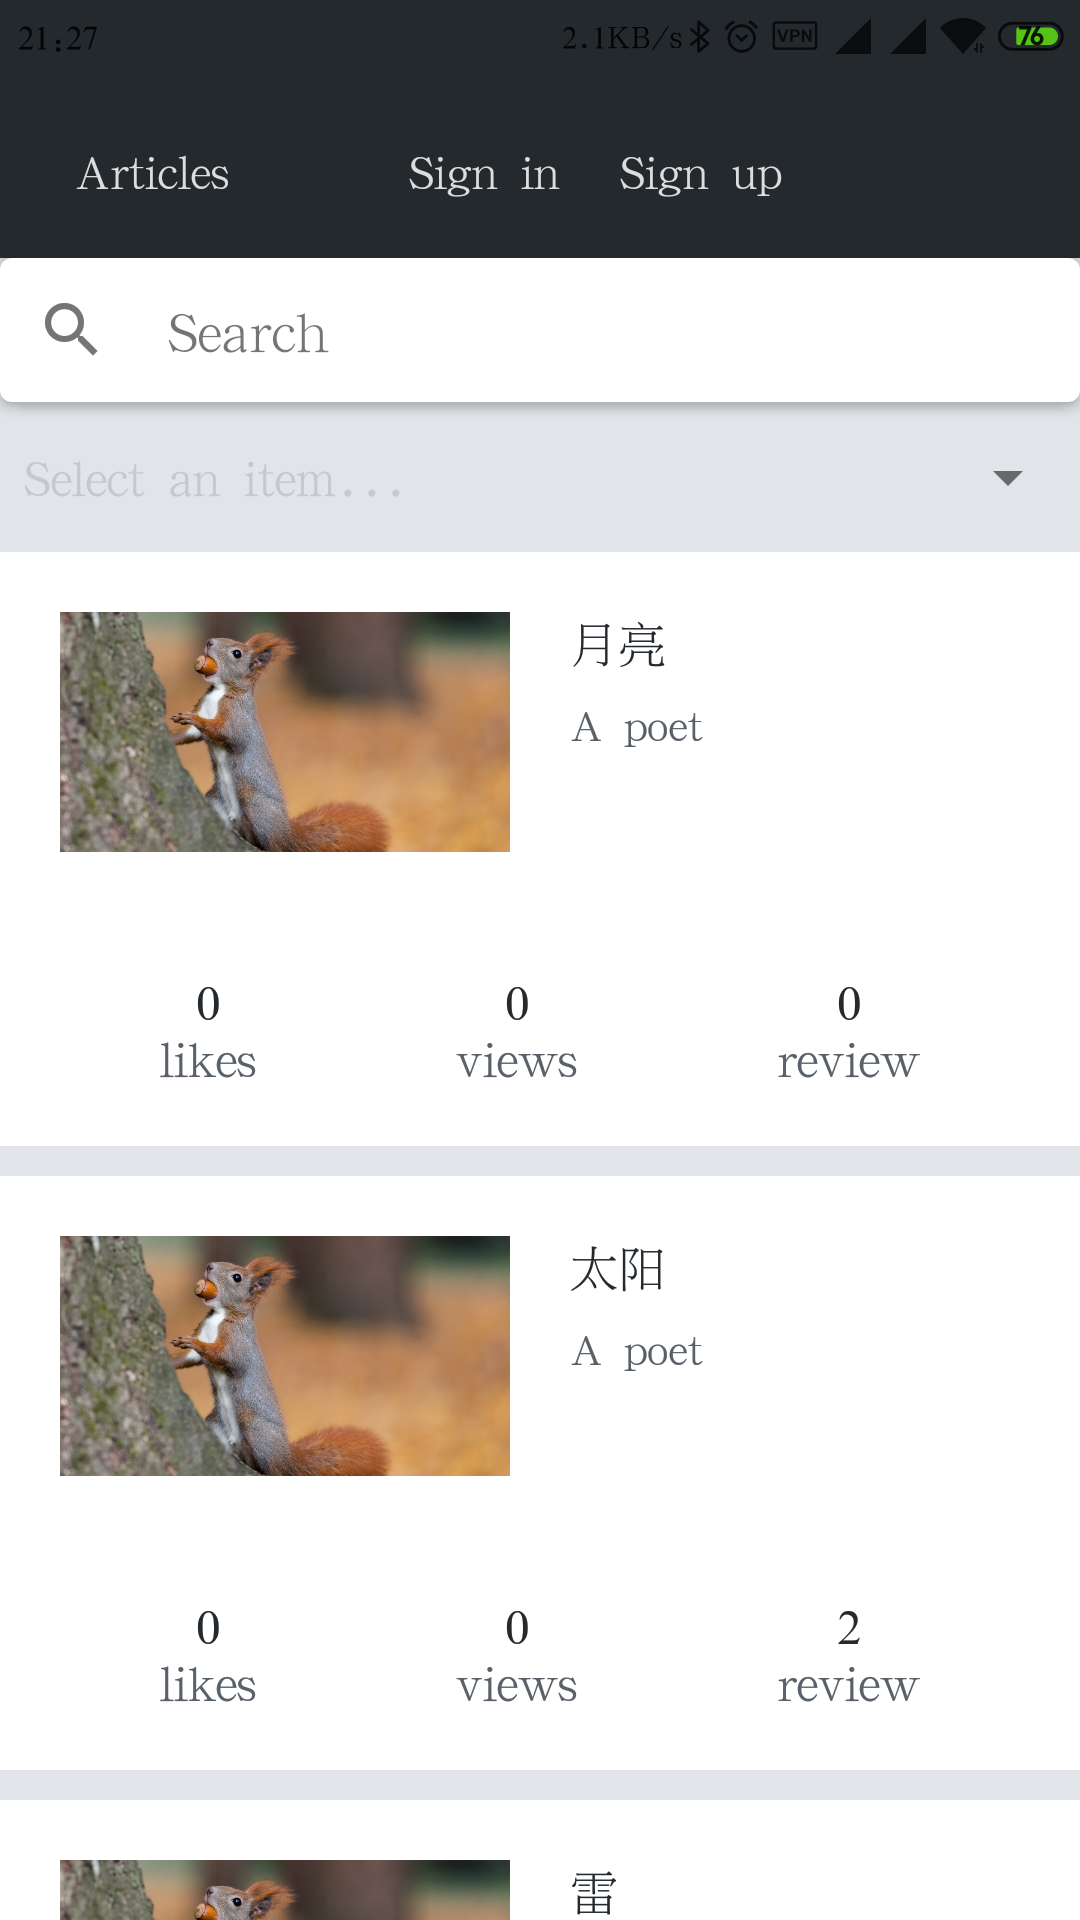 21:27 2.1KB/s VPN 76
Articles Sign in Sign up
Search
Select an item...
月亮
A poet
0 0 0
likes views review
太阳
A poet
0 0 2
likes views review
雷